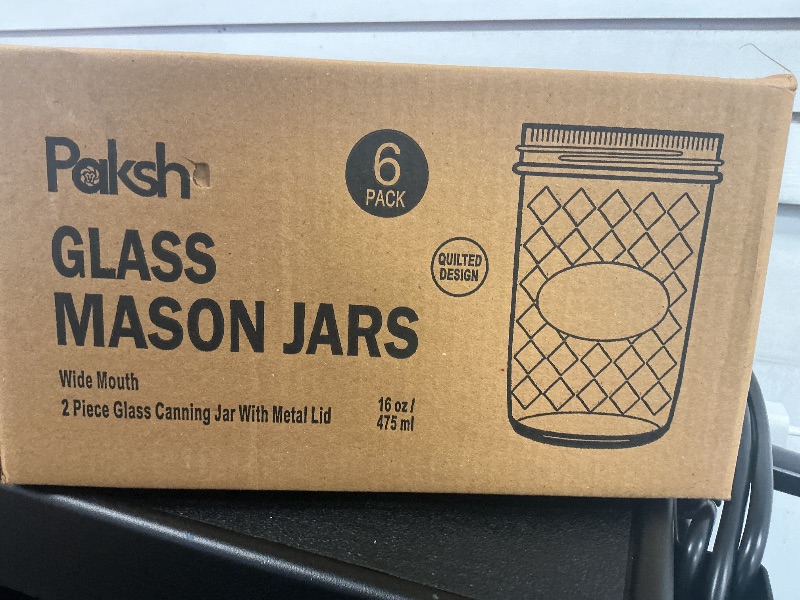 Paksh
6
PACK
GLASS
MASON JARS
QUILTED
DESIGN
Wide Mouth
2 Piece Glass Canning Jar With Metal Lid
16 oz /
475 ml